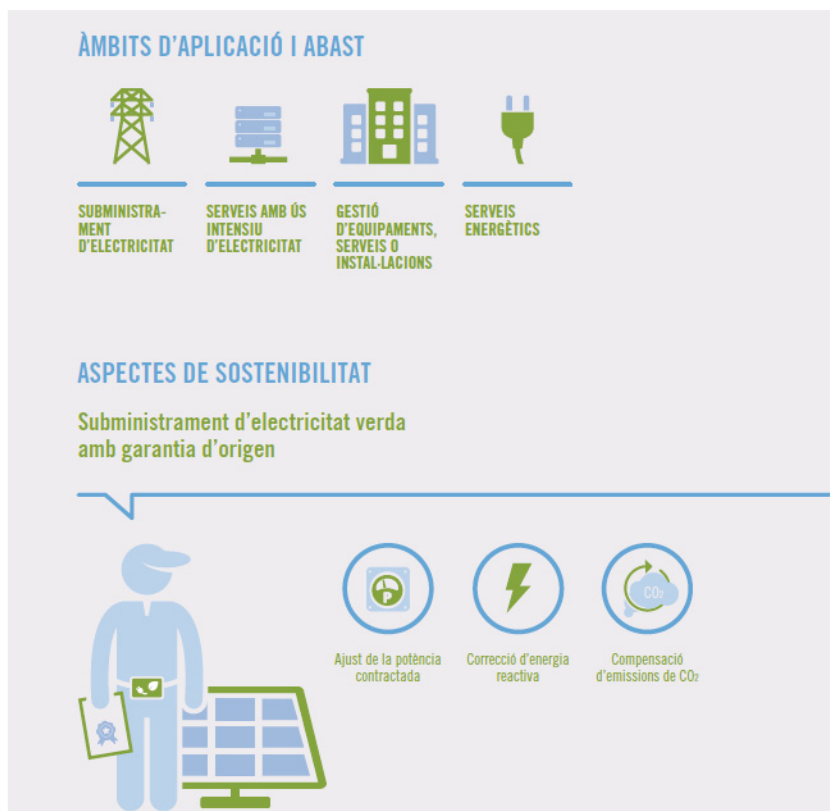 ÀMBITS D'APLICACIÓ I ABAST
SUBMINISTRA-
MENT
D'ELECTRICITAT
SERVEIS AMB ÚS
INTENSIU
D'ELECTRICITAT
GESTIÓ
D'EQUIPAMENTS,
SERVEIS O
INSTAL·LACIONS
SERVEIS
ENERGÈTICS
ASPECTES DE SOSTENIBILITAT
Subministrament d'electricitat verda
amb garantia d'origen
P
CO₂
Ajust de la potència
contractada
Correcció d'energia
reactiva
Compensació
d'emissions de CO₂